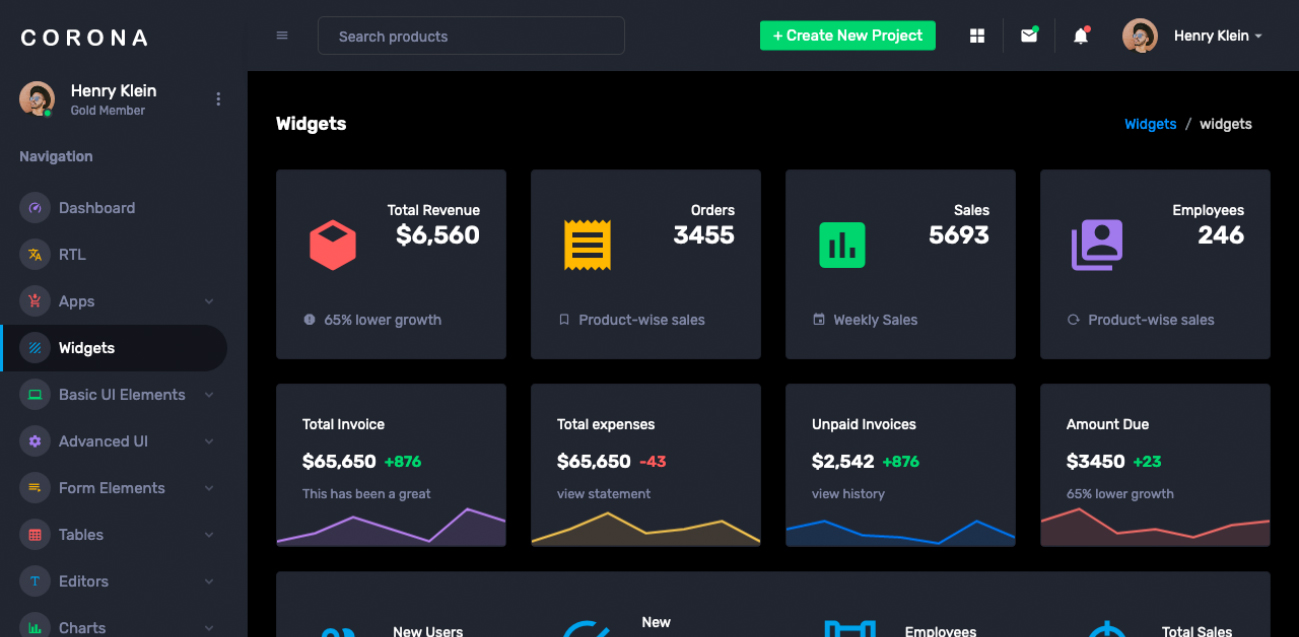 CORONA
Search products
+ Create New Project
Henry Klein
Henry Klein
Gold Member
Navigation
Dashboard
RTL
Apps
Widgets
Basic UI Elements
Advanced UI
Form Elements
Tables
Editors
Charts
Widgets
Widgets / widgets
Total Revenue
$6,560
65% lower growth
Orders
3455
Product-wise sales
Sales
5693
Weekly Sales
Employees
246
Product-wise sales
Total Invoice
$65,650 +876
This has been a great
Total expenses
$65,650 -43
view statement
Unpaid Invoices
$2,542 +876
view history
Amount Due
$3450 +23
65% lower growth
New Users
New
Employees
Total Sales